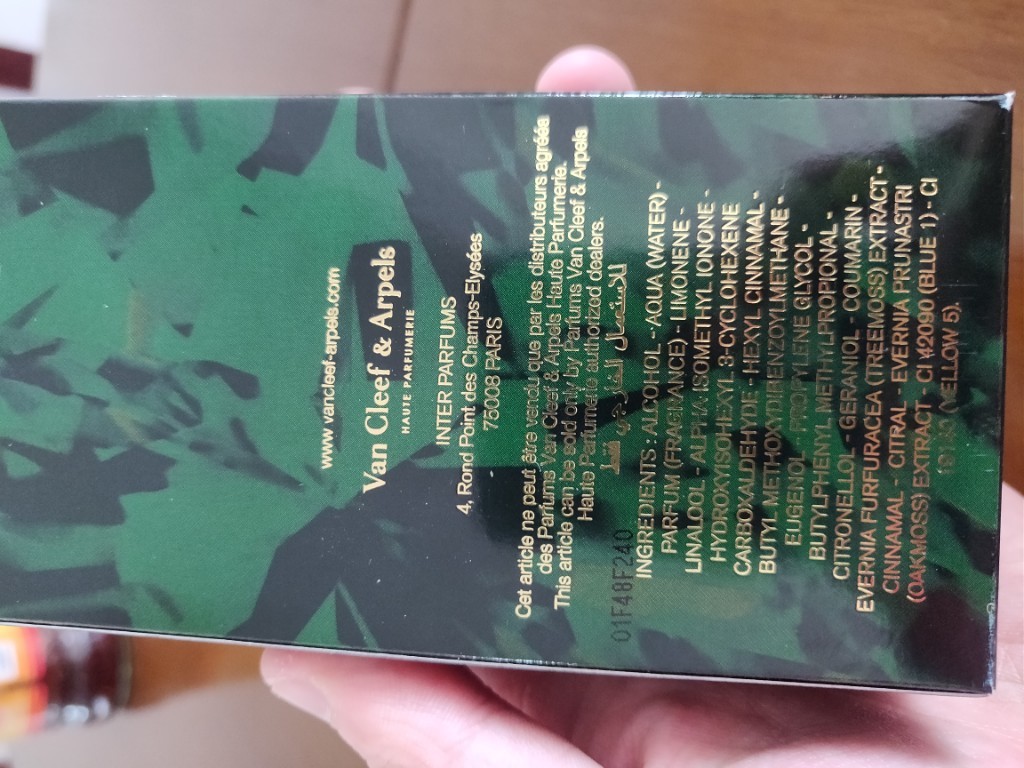 www.vancleef-arpels.com
Van Cleef & Arpels
HAUTE PARFUMERIE
INTER PARFUMS
4, Rond Point des Champs-Elysées
75008 PARIS
Cet article ne peut être vendu que par les distributeurs agréés
des Parfums Van Cleef & Arpels Haute Parfumerie.
This article can be sold only by Parfums Van Cleef & Arpels
Haute Parfumerie authorized dealers.
للاستعمال الخارجي فقط
01F48F240
INGREDIENTS : ALCOHOL - AQUA (WATER) -
PARFUM (FRAGRANCE) - LIMONENE -
LINALOOL - ALPHA ISOMETHYL IONONE -
HYDROXYISOHEXYL 3-CYCLOHEXENE
CARBOXALDEHYDE - HEXYL CINNAMAL -
BUTYL METHOXYDIBENZOYLMETHANE -
EUGENOL - PROPYLENE GLYCOL -
BUTYLPHENYL METHYLPROPIONAL -
CITRONELLOL - GERANIOL - COUMARIN -
EVERNIA FURFURACEA (TREEMOSS) EXTRACT -
CINNAMAL - CITRAL - EVERNIA PRUNASTRI
(OAKMOSS) EXTRACT - CI 42090 (BLUE 1) - CI
19140 (YELLOW 5).